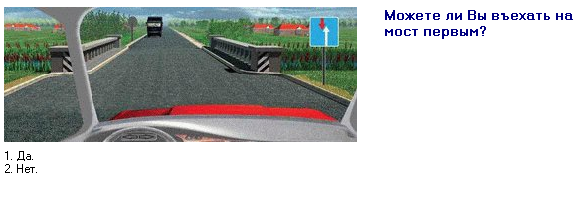 Можете ли Вы въехать на
мост первым?
1. Да.
2. Нет.